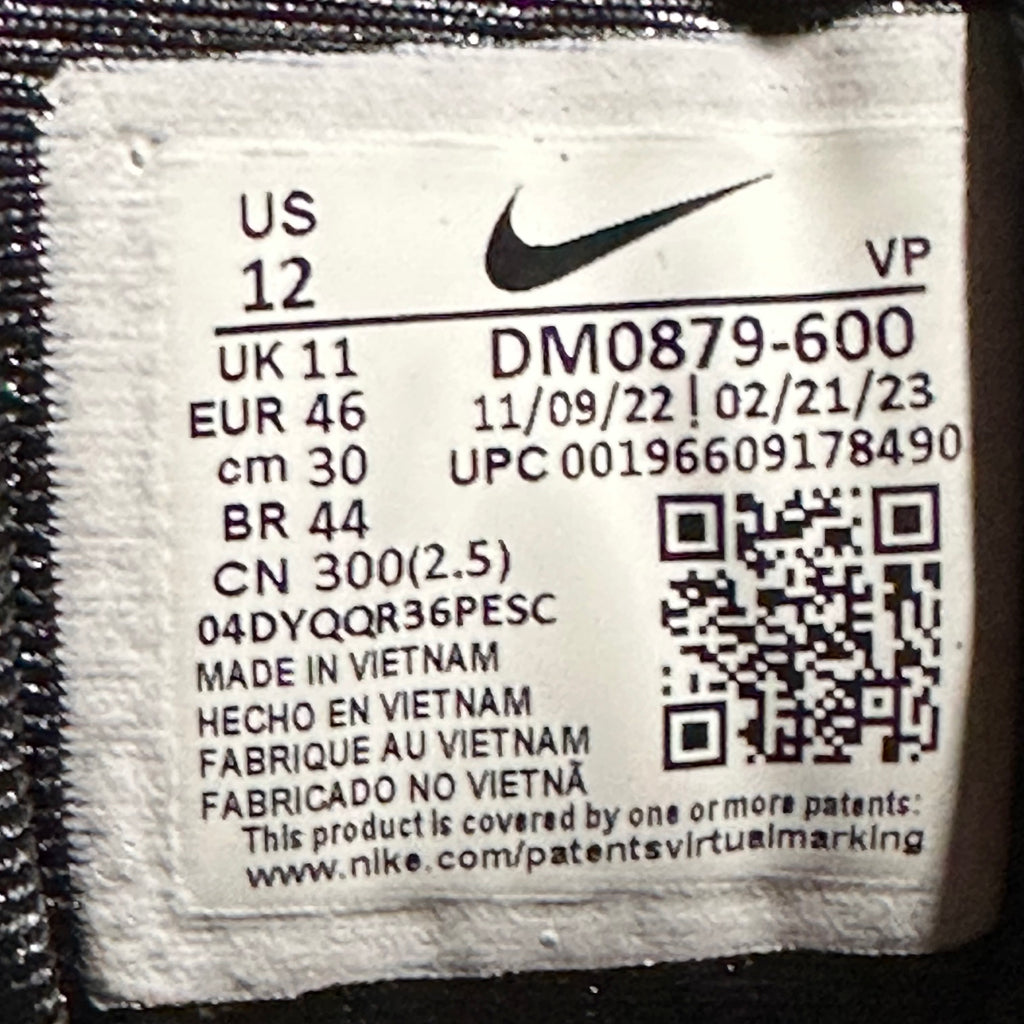 US
12
VP
UK 11
DM0879-600
EUR 46
11/09/22 | 02/21/23
cm 30
UPC 00196609178490
BR 44
CN 300(2.5)
04DYQQR36PESC
MADE IN VIETNAM
HECHO EN VIETNAM
FABRIQUE AU VIETNAM
FABRICADO NO VIETNÃ
This product is covered by one or more patents:
www.nike.com/patentsvirtualmarking